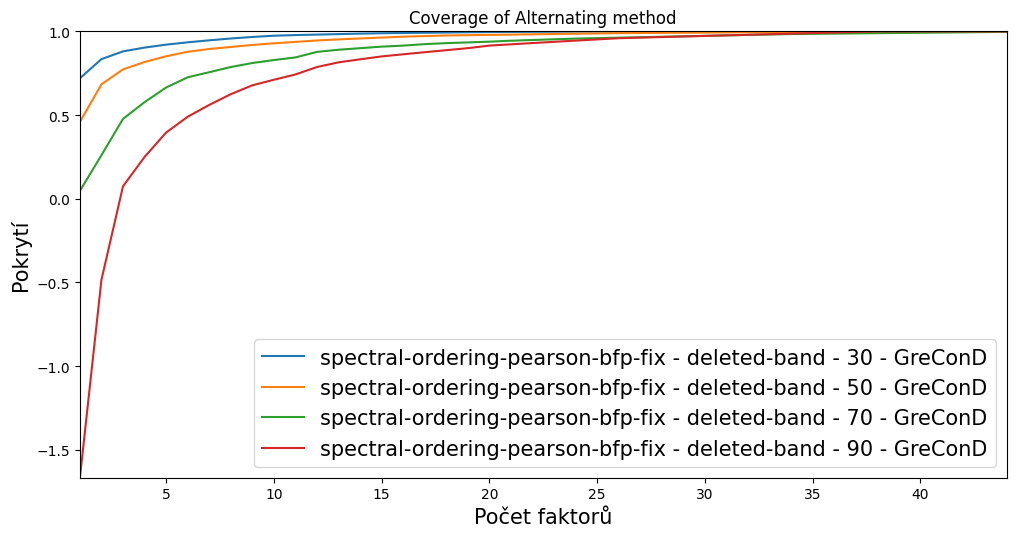 Coverage of Alternating method
1.0
0.5
0.0
−0.5
−1.0
−1.5
Pokrytí
spectral-ordering-pearson-bfp-fix - deleted-band - 30 - GreConD
spectral-ordering-pearson-bfp-fix - deleted-band - 50 - GreConD
spectral-ordering-pearson-bfp-fix - deleted-band - 70 - GreConD
spectral-ordering-pearson-bfp-fix - deleted-band - 90 - GreConD
5 10 15 20 25 30 35 40
Počet faktorů